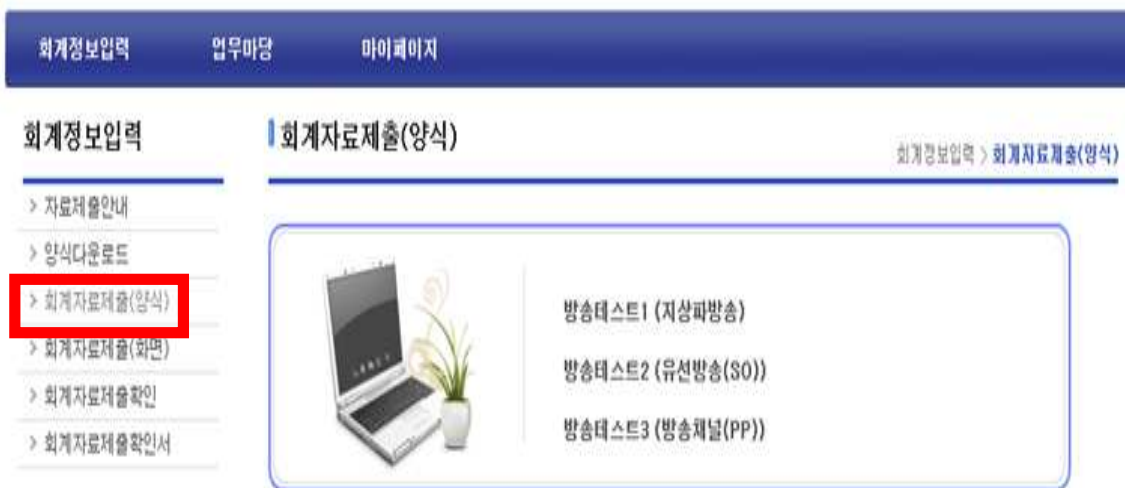 회계정보입력 업무마당 마이페이지
회계정보입력
> 자료제출안내
> 양식다운로드
> 회계자료제출(양식)
> 회계자료제출(화면)
> 회계자료제출확인
> 회계자료제출확인서
회계자료제출(양식)
회계정보입력 > 회계자료제출(양식)
방송테스트1 (지상파방송)
방송테스트2 (유선방송(SO))
방송테스트3 (방송채널(PP))